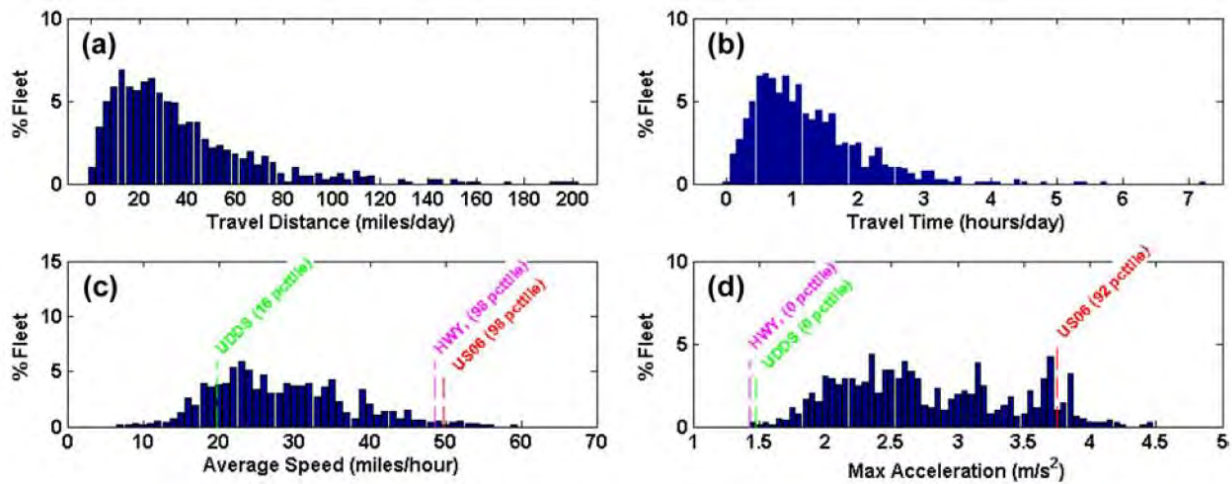 (a)
10
5
0
% Fleet
0 20 40 60 80 100 120 140 160 180 200
Travel Distance (miles/day)
(b)
10
5
0
% Fleet
0 1 2 3 4 5 6 7
Travel Time (hours/day)
(c)
15
10
5
0
% Fleet
UDDS (16 pcttile)
HWY, (98 pcttile)
US06 (98 pcttile)
0 10 20 30 40 50 60 70
Average Speed (miles/hour)
(d)
10
5
0
% Fleet
HWY, (0 pcttile)
UDDS (0 pcttile)
US06 (92 pcttile)
1 1.5 2 2.5 3 3.5 4 4.5 5
Max Acceleration (m/s²)